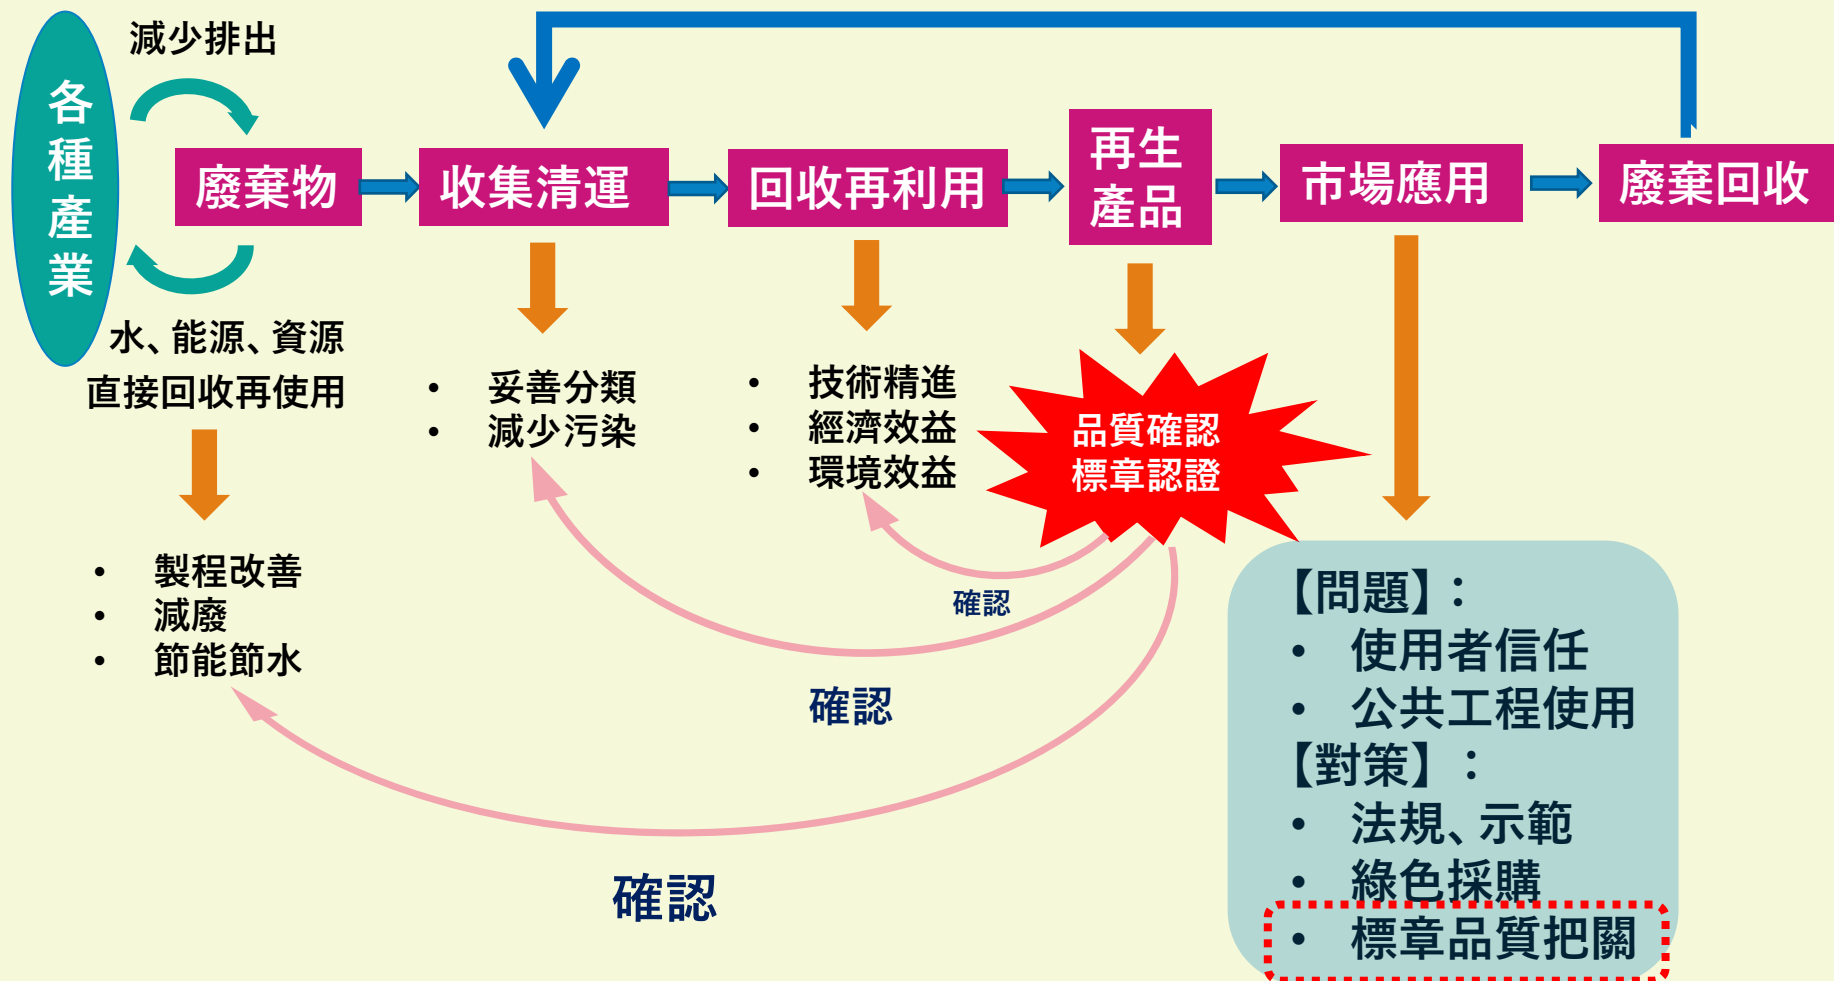 減少排出
各種產業
廢棄物
收集清運
回收再利用
再生
產品
市場應用
廢棄回收
水、能源、資源
直接回收再使用
• 妥善分類
• 減少污染
• 技術精進
• 經濟效益
• 環境效益
品質確認
標章認證
• 製程改善
• 減廢
• 節能節水
確認
確認
確認
【問題】：
• 使用者信任
• 公共工程使用
【對策】：
• 法規、示範
• 綠色採購
• 標章品質把關